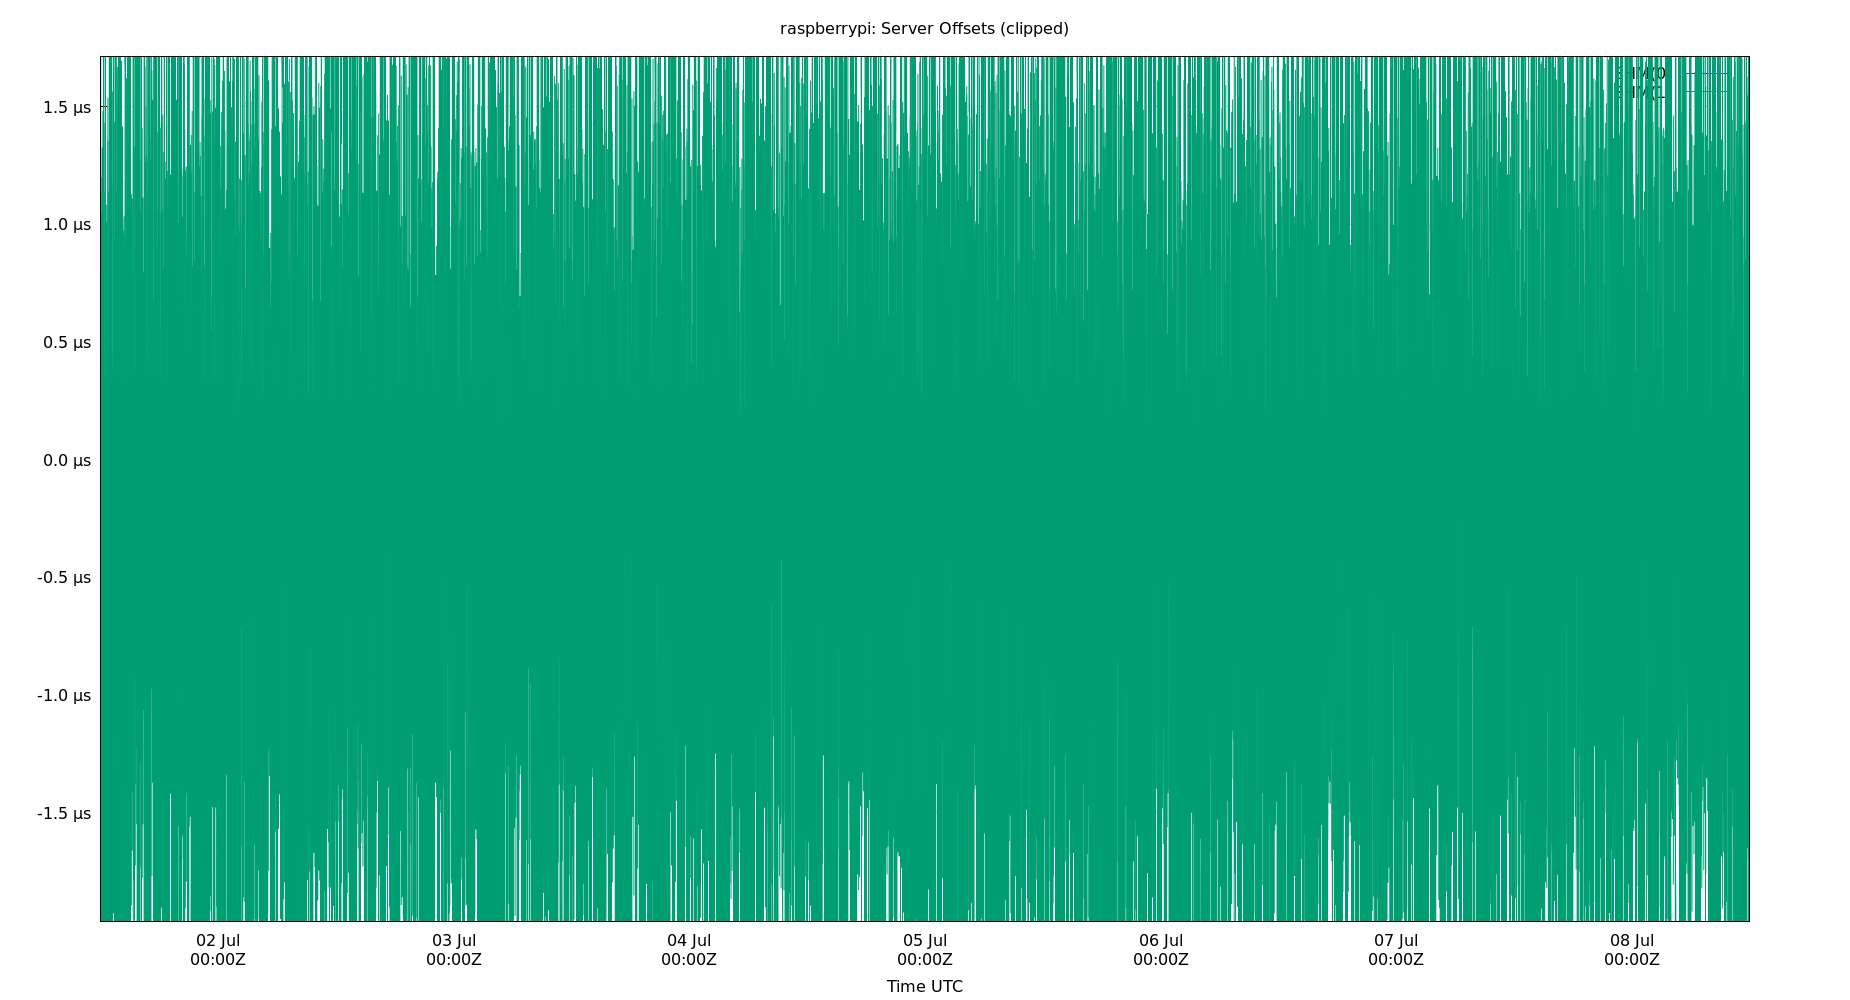 raspberrypi: Server Offsets (clipped)
1.5 µs
1.0 µs
0.5 µs
0.0 µs
-0.5 µs
-1.0 µs
-1.5 µs
02 Jul 03 Jul 04 Jul 05 Jul 06 Jul 07 Jul 08 Jul
00:00Z 00:00Z 00:00Z 00:00Z 00:00Z 00:00Z 00:00Z
Time UTC